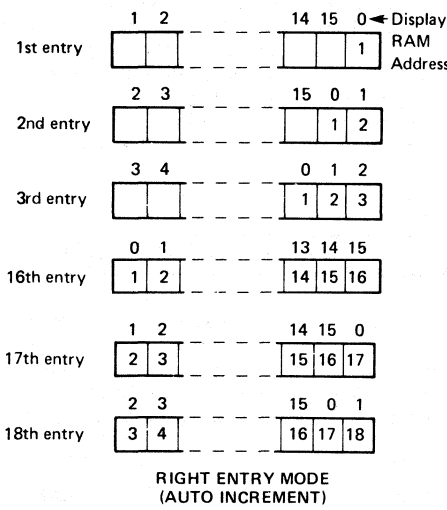 1 2 14 15 0 Display
1st entry 1 RAM
Address
2 3 15 0 1
2nd entry 1 2
3 4 0 1 2
3rd entry 1 2 3
0 1 13 14 15
16th entry 1 2 14 15 16
1 2 14 15 0
17th entry 2 3 15 16 17
2 3 15 0 1
18th entry 3 4 16 17 18
RIGHT ENTRY MODE
(AUTO INCREMENT)